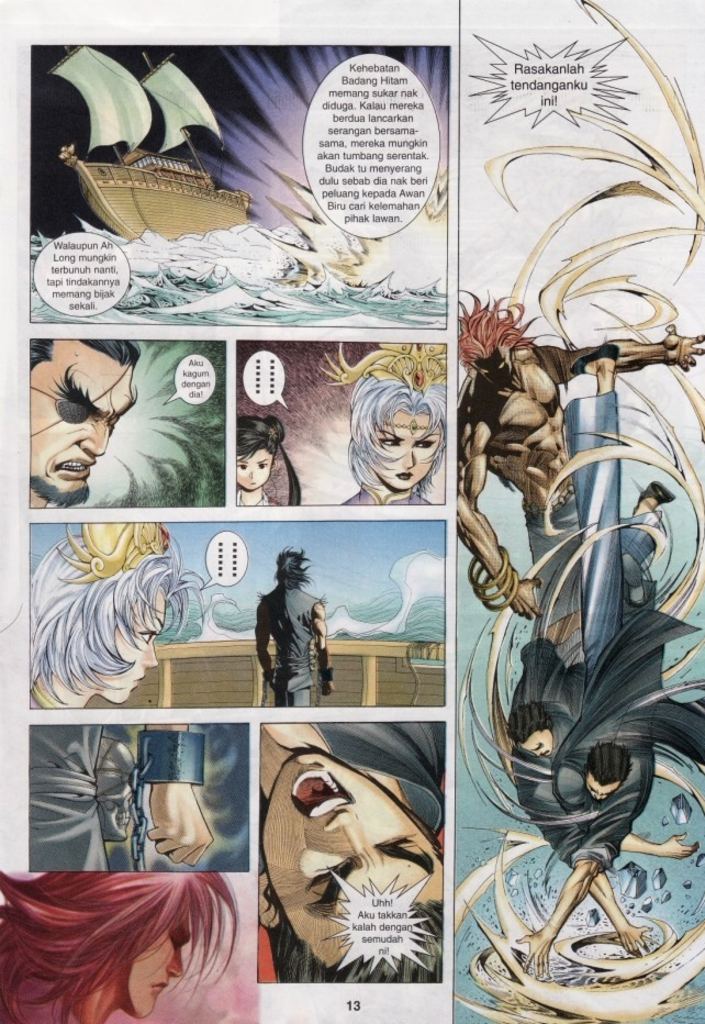 Kehebatan
Badang Hitam
memang sukar nak
diduga. Kalau mereka
berdua lancarkan
serangan bersama-
sama, mereka mungkin
akan tumbang serentak.
Budak tu menyerang
dulu sebab dia nak beri
peluang kepada Awan
Biru cari kelemahan
pihak lawan.
Walaupun Ah
Long mungkin
terbunuh nanti,
tapi tindakannya
memang bijak
sekali.
Aku
kagum
dengan
dia!
Uhh!
Aku takkan
kalah dengan
semudah
ni!
Rasakanlah
tendanganku
ini!
13